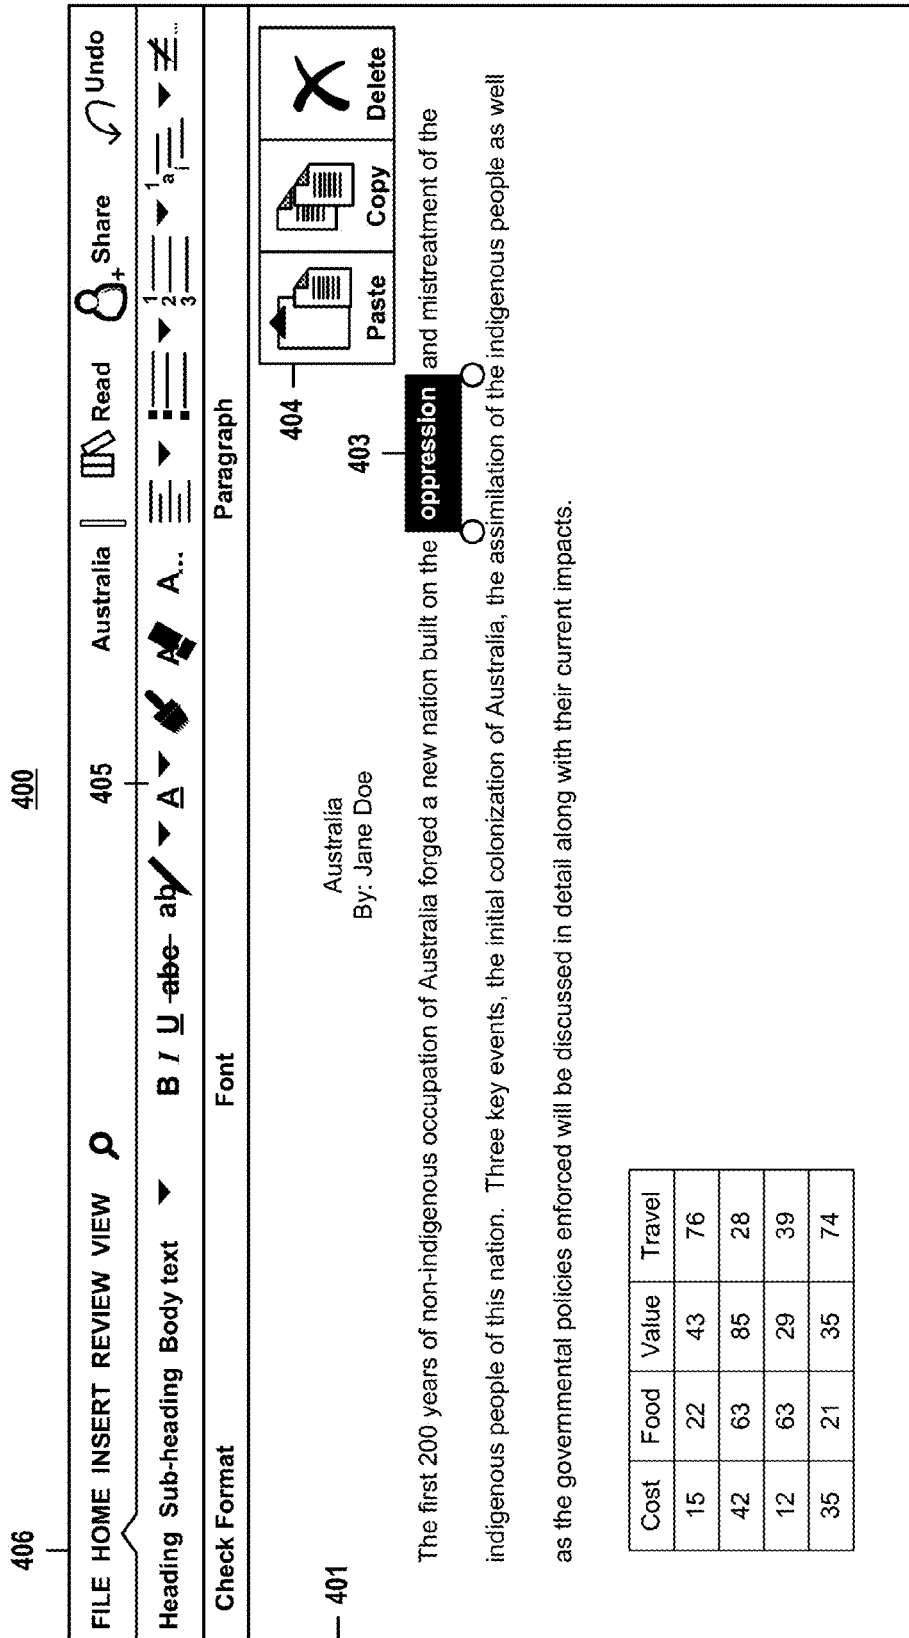 400
406
FILE HOME INSERT REVIEW VIEW Australia Read Share Undo
405
Heading Sub-heading Body text B I U abc ab A A A... 1 2 3 1 a i
Check Format Font Paragraph
401
404
Paste Copy Delete
Australia
By: Jane Doe
403
The first 200 years of non-indigenous occupation of Australia forged a new nation built on the oppression and mistreatment of the
indigenous people of this nation. Three key events, the initial colonization of Australia, the assimilation of the indigenous people as well
as the governmental policies enforced will be discussed in detail along with their current impacts.
Cost Food Value Travel
15 22 43 76
42 63 85 28
12 63 29 39
35 21 35 74